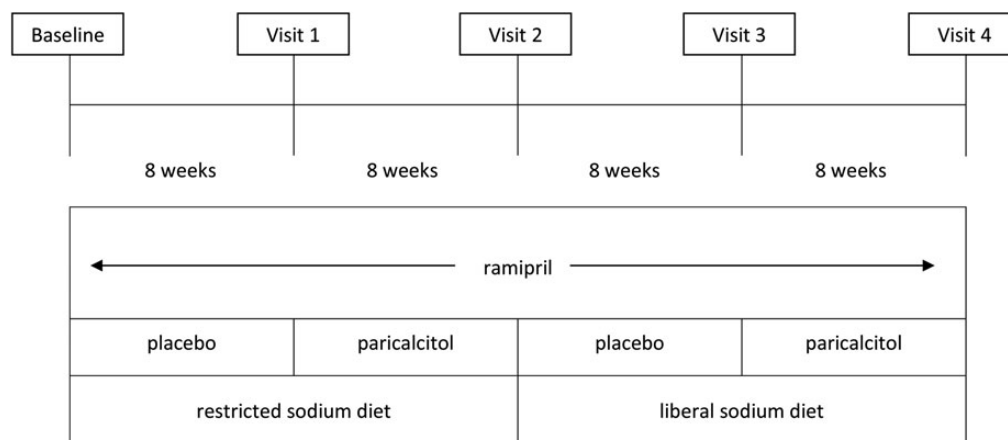 Baseline Visit 1 Visit 2 Visit 3 Visit 4
8 weeks 8 weeks 8 weeks 8 weeks
ramipril
placebo paricalcitol placebo paricalcitol
restricted sodium diet liberal sodium diet